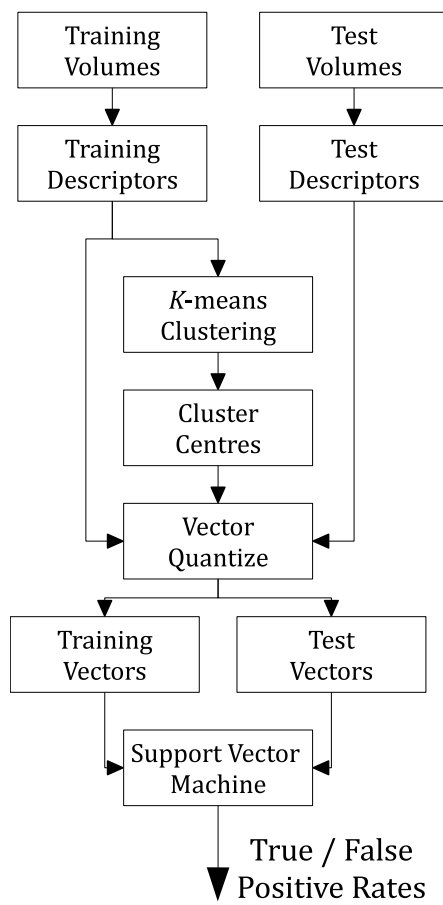 Training
Volumes
Test
Volumes
Training
Descriptors
Test
Descriptors
K-means
Clustering
Cluster
Centres
Vector
Quantize
Training
Vectors
Test
Vectors
Support Vector
Machine
True / False
Positive Rates